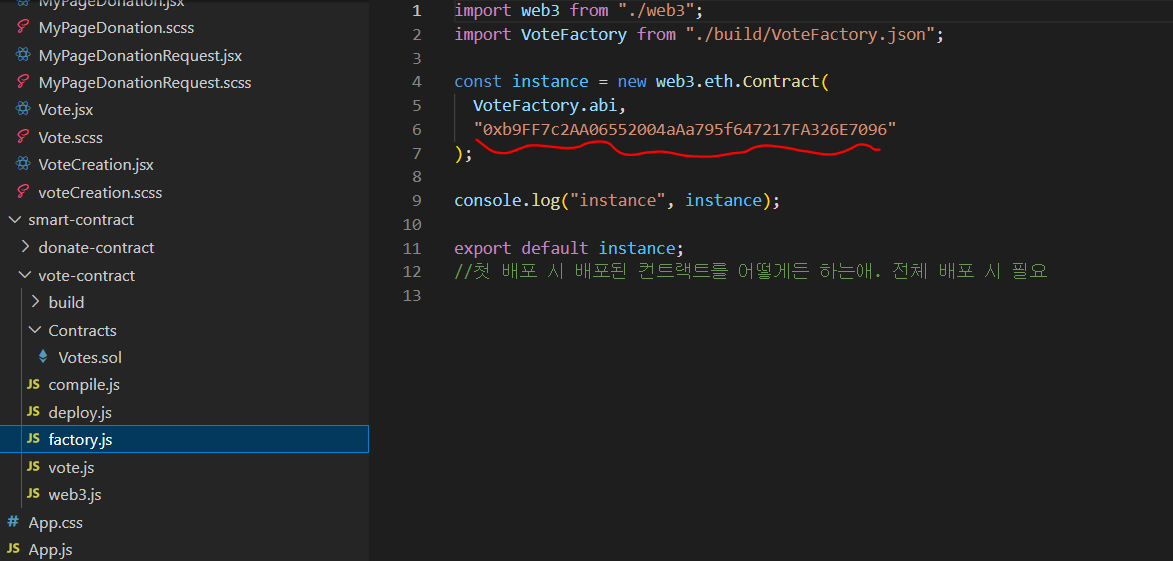 MyPageDonation.jsx
MyPageDonation.scss
MyPageDonationRequest.jsx
MyPageDonationRequest.scss
Vote.jsx
Vote.scss
VoteCreation.jsx
voteCreation.scss
smart-contract
donate-contract
vote-contract
build
Contracts
Votes.sol
JS compile.js
JS deploy.js
JS factory.js
JS vote.js
JS web3.js
# App.css
JS App.js
1 import web3 from "./web3";
2 import VoteFactory from "./build/VoteFactory.json";
3
4 const instance = new web3.eth.Contract(
5 VoteFactory.abi,
6 "0xb9FF7c2AA06552004aAa795f647217FA326E7096"
7 );
8
9 console.log("instance", instance);
10
11 export default instance;
12 //첫 배포 시 배포된 컨트랙트를 어떻게든 하는애. 전체 배포 시 필요
13